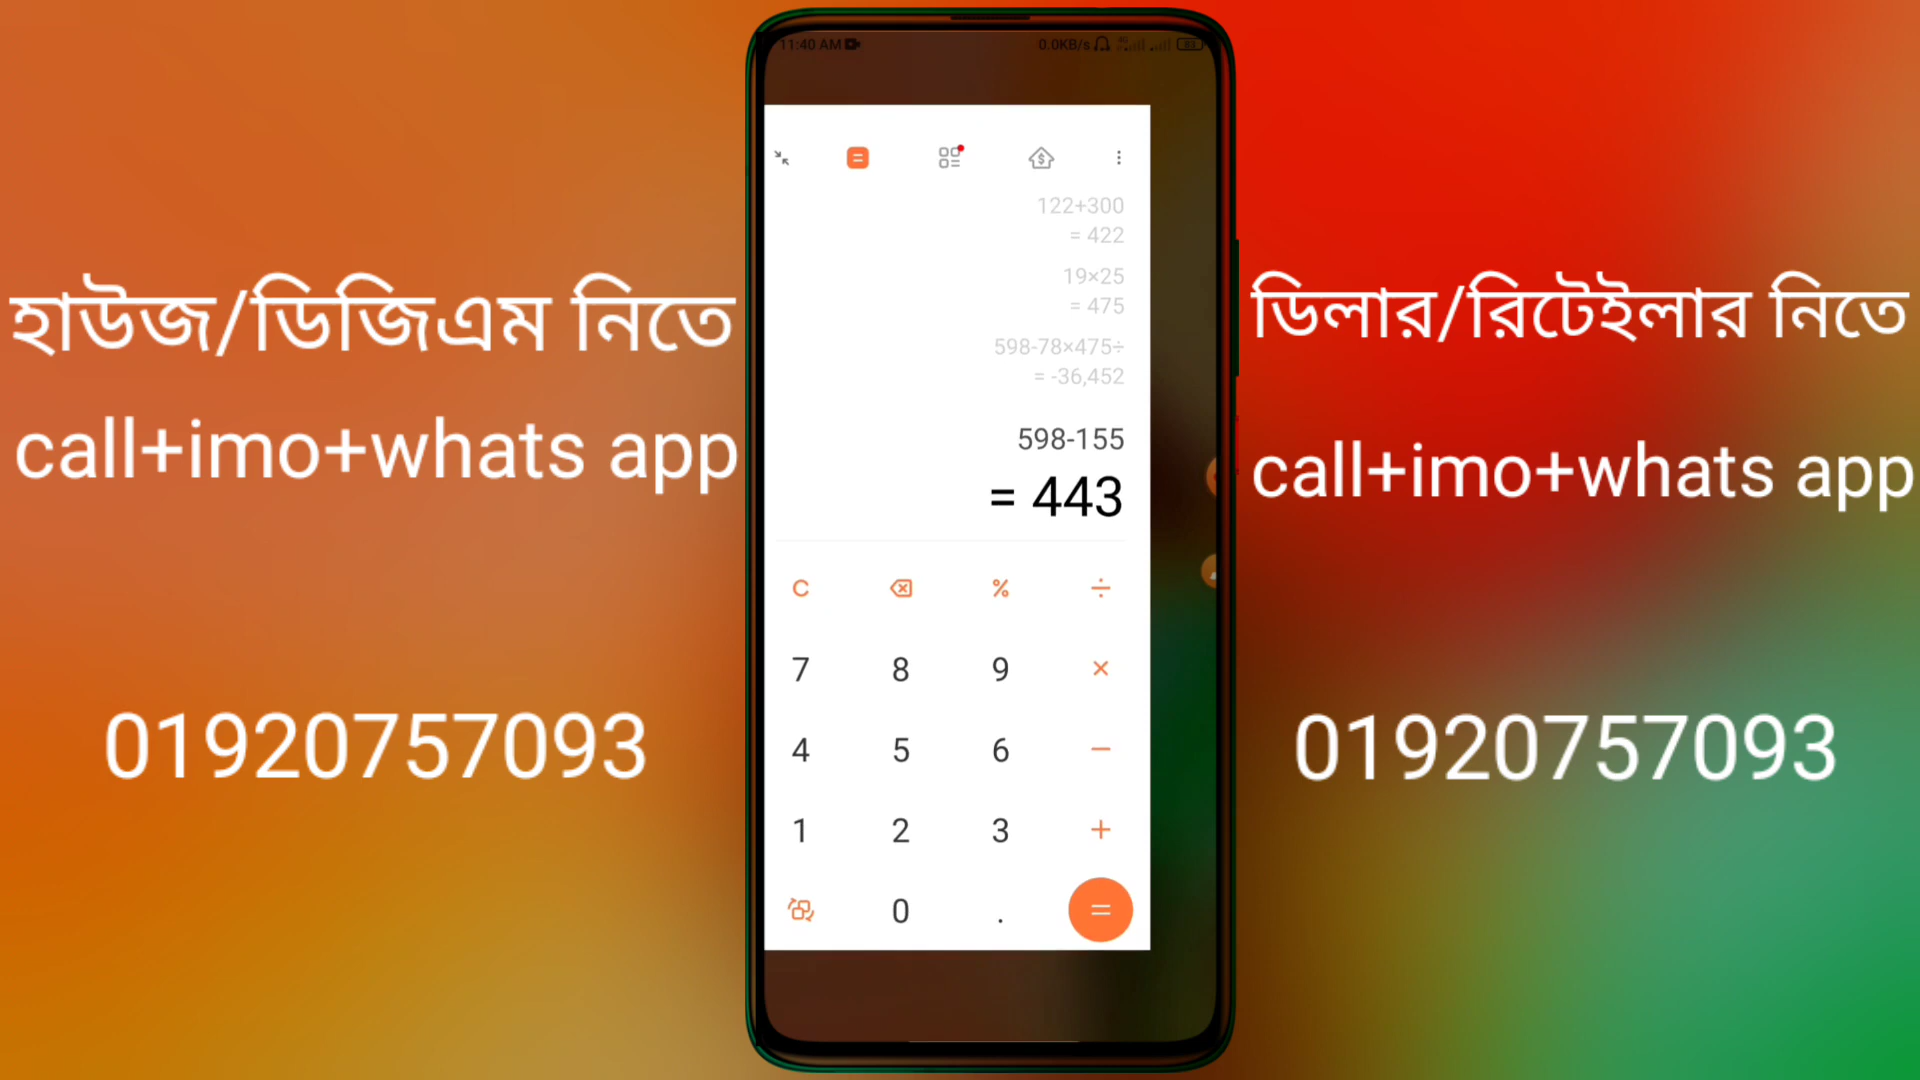 হাউজ/ডিজিএম নিতে
call+imo+whats app
01920757093
11:40 AM
0.0KB/s
122+300
= 422
19×25
= 475
598-78×475÷
= -36,452
598-155
= 443
C % ÷
7 8 9 ×
4 5 6 −
1 2 3 +
0 . =
ডিলার/রিটেইলার নিতে
call+imo+whats app
01920757093